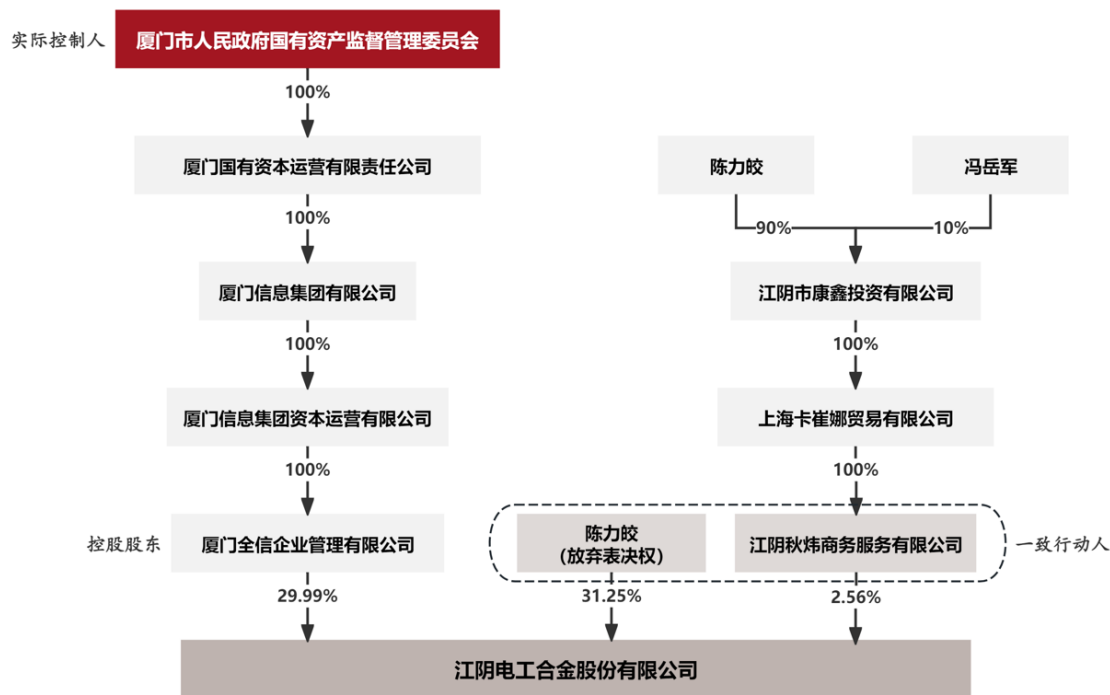 实际控制人
厦门市人民政府国有资产监督管理委员会
100%
厦门国有资本运营有限责任公司
陈力皎
冯岳军
100%
90%
10%
厦门信息集团有限公司
江阴市康鑫投资有限公司
100%
100%
厦门信息集团资本运营有限公司
上海卡崔娜贸易有限公司
100%
100%
控股股东
厦门全信企业管理有限公司
陈力皎
（放弃表决权）
江阴秋炜商务服务有限公司
一致行动人
29.99%
31.25%
2.56%
江阴电工合金股份有限公司